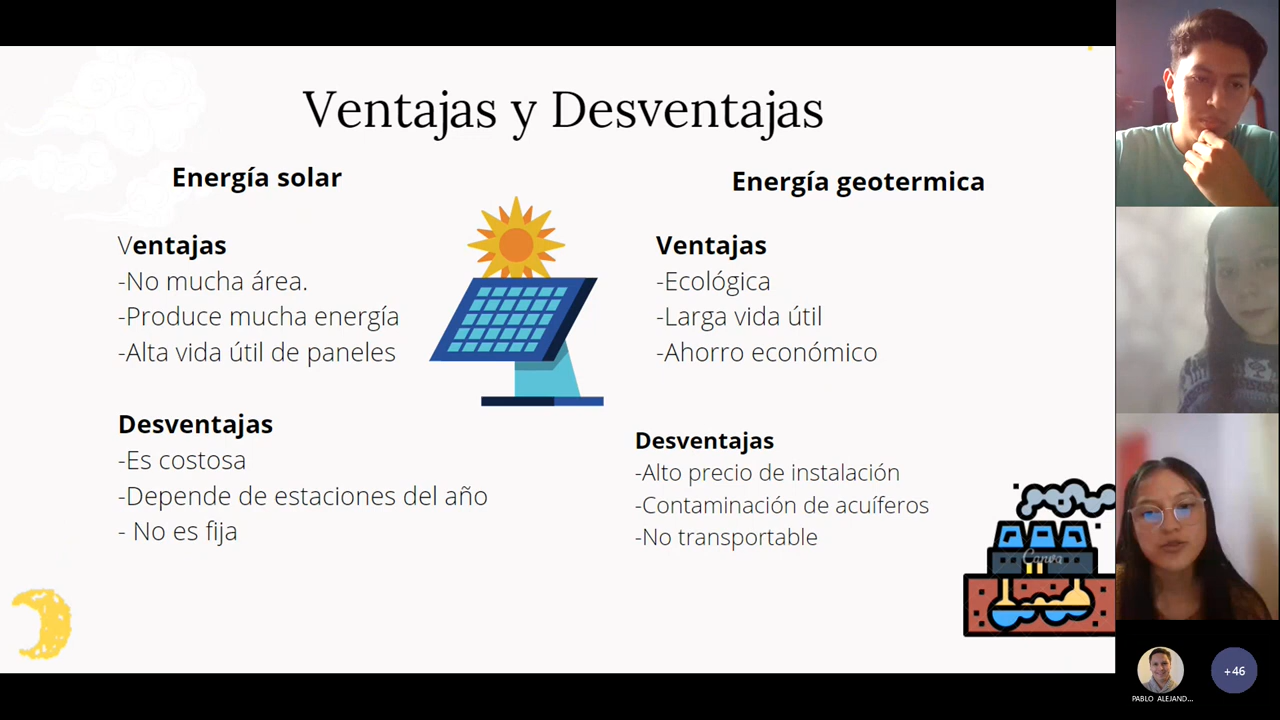 Ventajas y Desventajas
Energía solar
Ventajas
-No mucha área.
-Produce mucha energía
-Alta vida útil de paneles
Desventajas
-Es costosa
-Depende de estaciones del año
- No es fija
Energía geotermica
Ventajas
-Ecológica
-Larga vida útil
-Ahorro económico
Desventajas
-Alto precio de instalación
-Contaminación de acuíferos
-No transportable
Canva
PABLO ALEJAND...
+46